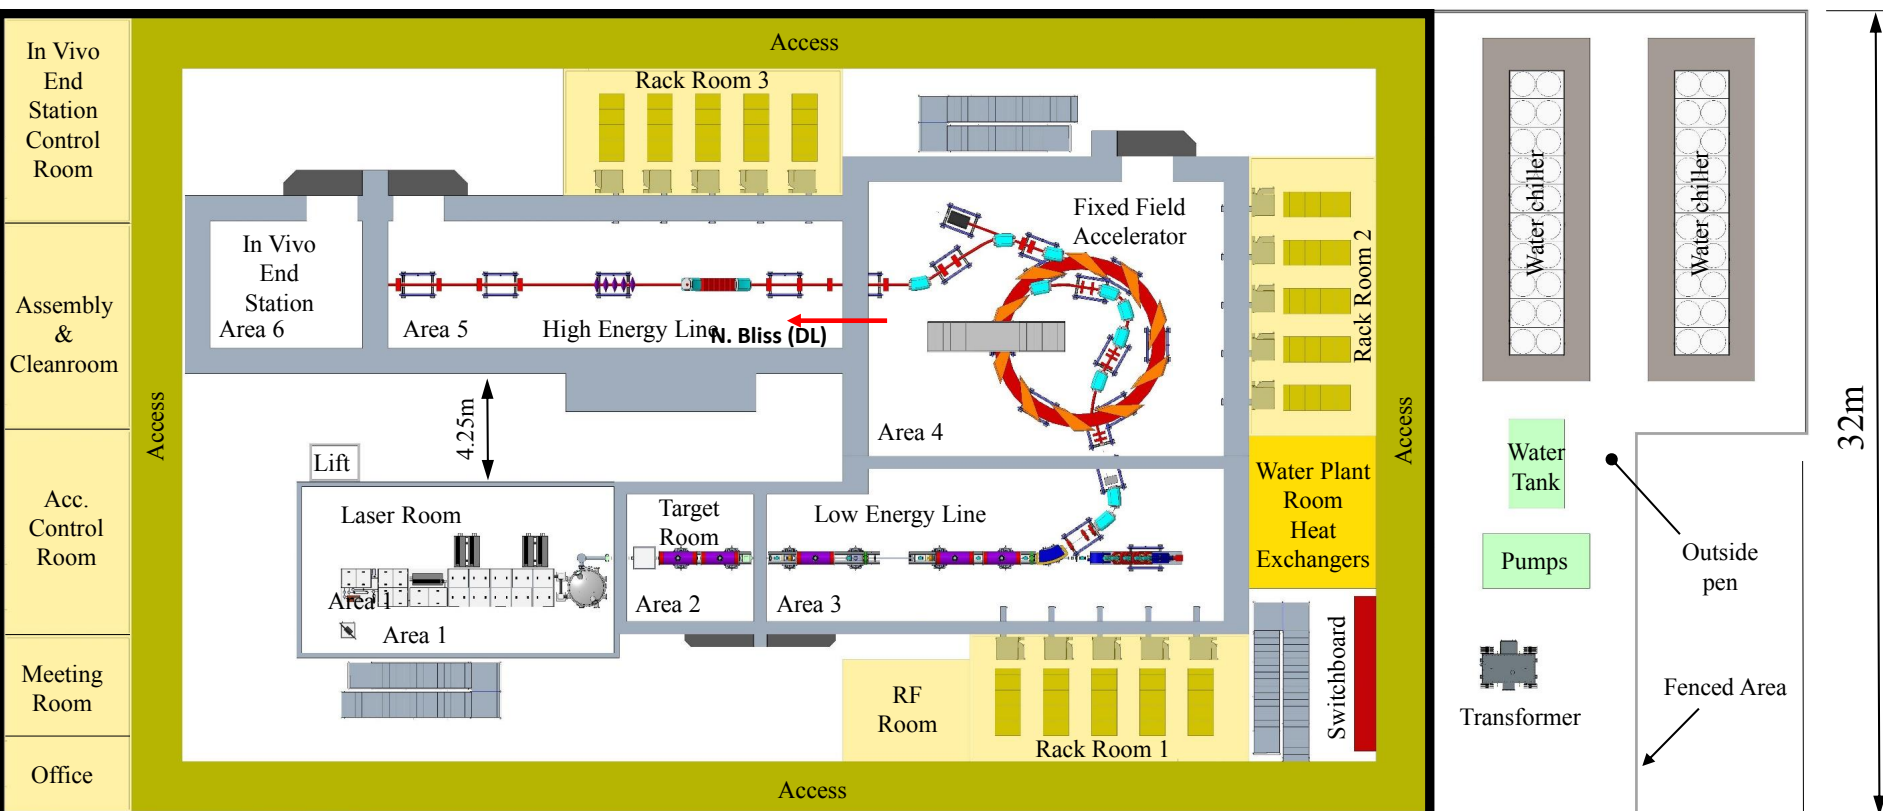 In Vivo
End
Station
Control
Room
Assembly
&
Cleanroom
Acc.
Control
Room
Meeting
Room
Office
Access
Access
Access
Access
Rack Room 3
In Vivo
End
Station
Area 6
Area 5
High Energy Line
N. Bliss (DL)
Fixed Field
Accelerator
Area 4
Rack Room 2
4.25m
Lift
Laser Room
Area 1
Area 1
Target
Room
Area 2
Low Energy Line
Area 3
Water Plant
Room
Heat
Exchangers
RF
Room
Rack Room 1
Switchboard
Water chiller
Water chiller
Water
Tank
Pumps
Outside
pen
Transformer
Fenced Area
32m